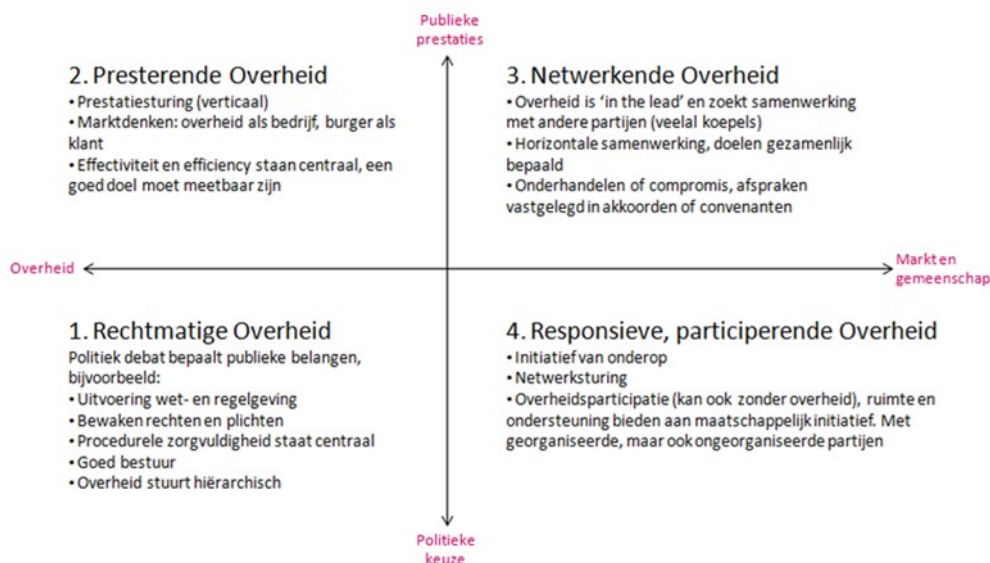 Publieke
prestaties
2. Presterende Overheid
• Prestatiesturing (verticaal)
• Marktdenken: overheid als bedrijf, burger als
klant
• Effectiviteit en efficiency staan centraal, een
goed doel moet meetbaar zijn
3. Netwerkende Overheid
• Overheid is ‘in the lead’ en zoekt samenwerking
met andere partijen (veelal koepels)
• Horizontale samenwerking, doelen gezamenlijk
bepaald
• Onderhandelen of compromis, afspraken
vastgelegd in akkoorden of convenanten
Overheid
Markt en
gemeenschap
1. Rechtmatige Overheid
Politiek debat bepaalt publieke belangen,
bijvoorbeeld:
• Uitvoering wet- en regelgeving
• Bewaken rechten en plichten
• Procedurele zorgvuldigheid staat centraal
• Goed bestuur
• Overheid stuurt hiërarchisch
4. Responsieve, participerende Overheid
• Initiatief van onderop
• Netwerksturing
• Overheidsparticipatie (kan ook zonder overheid), ruimte en
ondersteuning bieden aan maatschappelijk initiatief. Met
georganiseerde, maar ook ongeorganiseerde partijen
Politieke
keuze